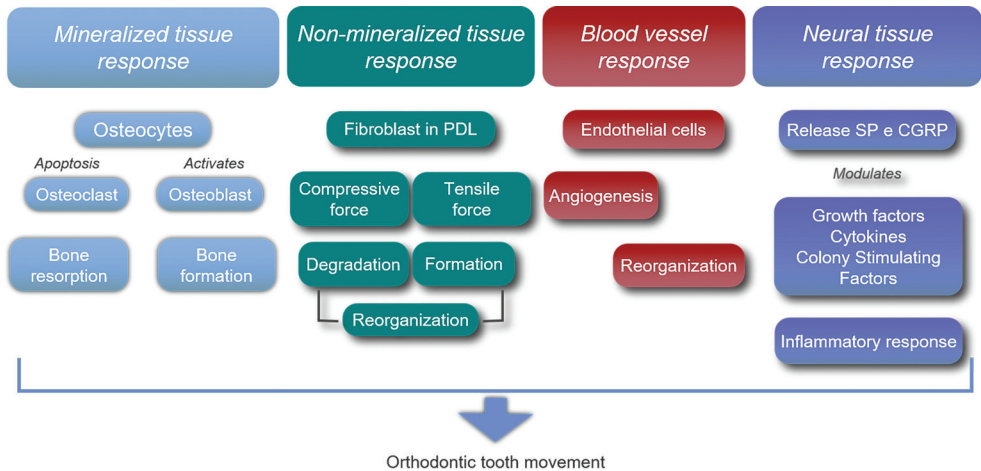 Mineralized tissue
response
Osteocytes
Apoptosis
Activates
Osteoclast
Osteoblast
Bone
resorption
Bone
formation
Non-mineralized tissue
response
Fibroblast in PDL
Compressive
force
Tensile
force
Degradation
Formation
Reorganization
Blood vessel
response
Endothelial cells
Angiogenesis
Reorganization
Neural tissue
response
Release SP e CGRP
Modulates
Growth factors
Cytokines
Colony Stimulating
Factors
Inflammatory response
Orthodontic tooth movement